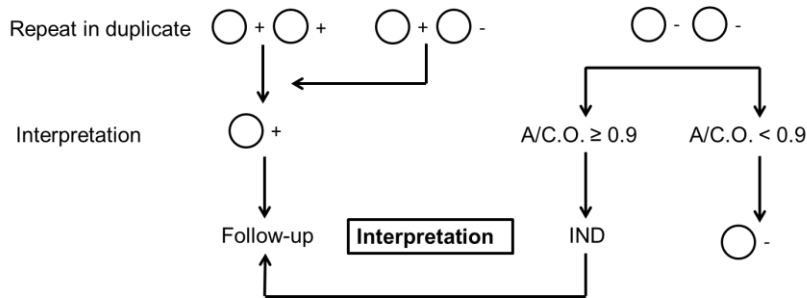 Repeat in duplicate + + + - - -
Interpretation + A/C.O. ≥ 0.9 A/C.O. < 0.9
Follow-up Interpretation IND -